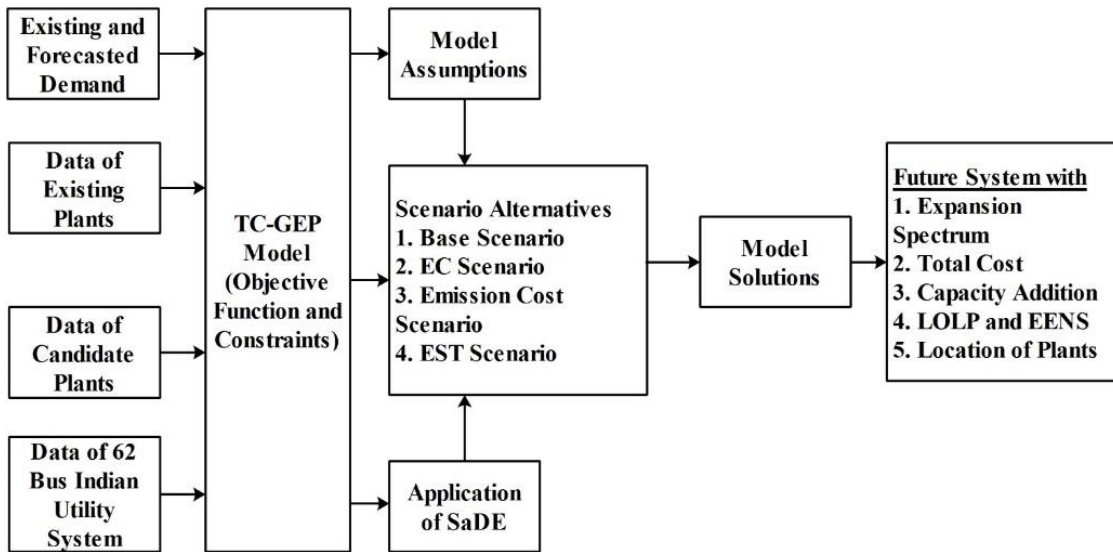 Existing and
Forecasted
Demand
Data of
Existing
Plants
Data of
Candidate
Plants
Data of 62
Bus Indian
Utility
System
TC-GEP
Model
(Objective
Function and
Constraints)
Model
Assumptions
Scenario Alternatives
1. Base Scenario
2. EC Scenario
3. Emission Cost
Scenario
4. EST Scenario
Application
of SaDE
Model
Solutions
Future System with
1. Expansion
Spectrum
2. Total Cost
3. Capacity Addition
4. LOLP and EENS
5. Location of Plants